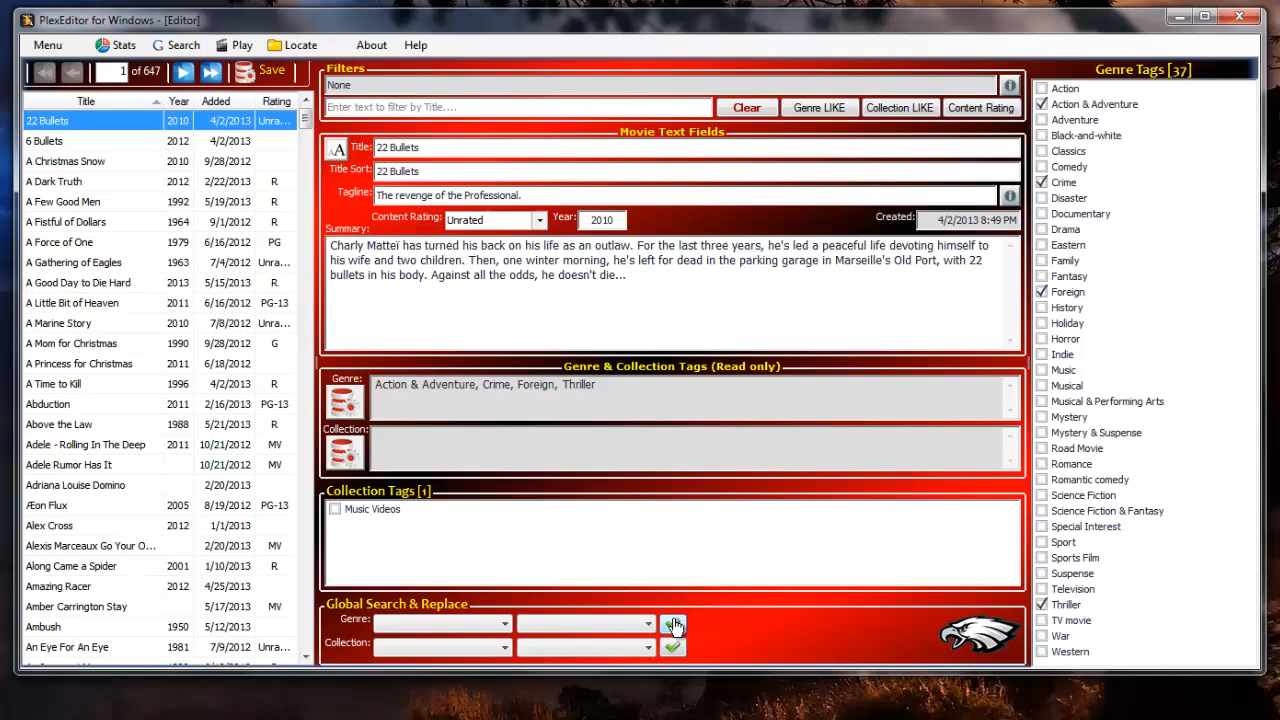 PlexEditor for Windows - [Editor]
Menu Stats Search Play Locate About Help
1 of 647 Save
Title Year Added Rating
22 Bullets 2010 4/2/2013 Unra...
6 Bullets 2012 4/2/2013
A Christmas Snow 2010 9/28/2012
A Dark Truth 2012 2/22/2013 R
A Few Good Men 1992 5/19/2013 R
A Fistful of Dollars 1964 9/1/2012 R
A Force of One 1979 6/16/2012 PG
A Gathering of Eagles 1963 7/4/2012 Unra...
A Good Day to Die Hard 2013 5/15/2013 R
A Little Bit of Heaven 2011 6/16/2012 PG-13
A Marine Story 2010 7/8/2012 Unra...
A Mom for Christmas 1990 9/28/2012 G
A Princess for Christmas 2011 6/18/2012
A Time to Kill 1996 4/2/2013 R
Abduction 2011 2/16/2013 PG-13
Above the Law 1988 5/21/2013 R
Adele - Rolling In The Deep 2011 10/21/2012 MV
Adele Rumor Has It 10/21/2012 MV
Adriana Louise Domino 2/20/2013
Æon Flux 2005 8/19/2012 PG-13
Alex Cross 2012 1/1/2013
Alexis Marceaux Go Your O... 2/20/2013 MV
Along Came a Spider 2001 1/10/2013 R
Amazing Racer 2012 4/25/2013
Amber Carrington Stay 5/17/2013 MV
Ambush 1950 5/12/2013
An Eye For An Eye 1981 7/9/2012 Unra...
Filters
None
Enter text to filter by Title.... Clear Genre LIKE Collection LIKE Content Rating
Movie Text Fields
AA Title: 22 Bullets
Title Sort: 22 Bullets
Tagline: The revenge of the Professional.
Content Rating: Unrated Year: 2010 Created: 4/2/2013 8:49 PM
Summary:
Charly Matteï has turned his back on his life as an outlaw. For the last three years, he's led a peaceful life devoting himself to
his wife and two children. Then, one winter morning, he's left for dead in the parking garage in Marseille's Old Port, with 22
bullets in his body. Against all the odds, he doesn't die...
Genre & Collection Tags (Read only)
Genre: Action & Adventure, Crime, Foreign, Thriller
Collection:
Collection Tags [1]
Music Videos
Global Search & Replace
Genre:
Collection:
Genre Tags [37]
Action
Action & Adventure
Adventure
Black-and-white
Classics
Comedy
Crime
Disaster
Documentary
Drama
Eastern
Family
Fantasy
Foreign
History
Holiday
Horror
Indie
Music
Musical
Musical & Performing Arts
Mystery
Mystery & Suspense
Road Movie
Romance
Romantic comedy
Science Fiction
Science Fiction & Fantasy
Special Interest
Sport
Sports Film
Suspense
Television
Thriller
TV movie
War
Western